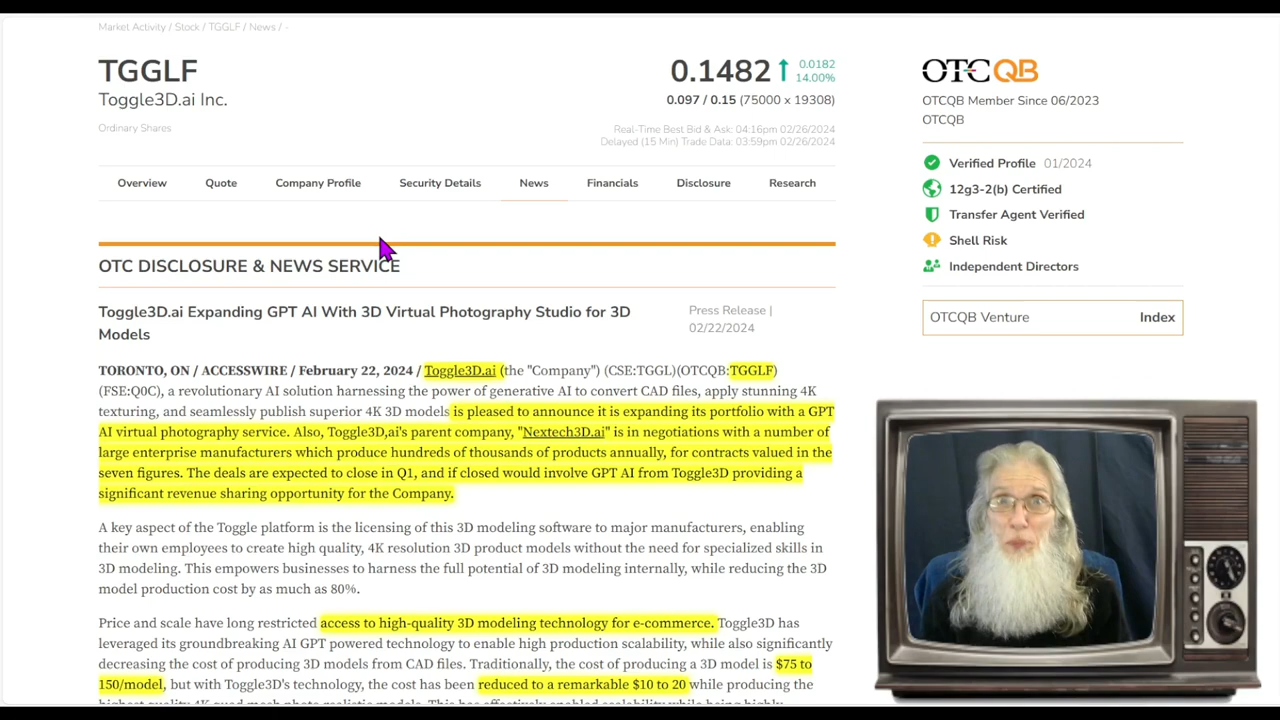 Market Activity / Stock / TGGLF / News / -
TGGLF
0.1482 0.0182
14.00%
Toggle3D.ai Inc.
0.097 / 0.15 (75000 x 19308)
Ordinary Shares
Real-Time Best Bid & Ask: 04:16pm 02/26/2024
Delayed (15 Min) Trade Data: 03:59pm 02/26/2024
Overview Quote Company Profile Security Details News Financials Disclosure Research
OTC DISCLOSURE & NEWS SERVICE
Toggle3D.ai Expanding GPT AI With 3D Virtual Photography Studio for 3D
Models
Press Release |
02/22/2024
TORONTO, ON / ACCESSWIRE / February 22, 2024 / Toggle3D.ai (the "Company") (CSE:TGGL)(OTCQB:TGGLF)
(FSE:Q0C), a revolutionary AI solution harnessing the power of generative AI to convert CAD files, apply stunning 4K
texturing, and seamlessly publish superior 4K 3D models is pleased to announce it is expanding its portfolio with a GPT
AI virtual photography service. Also, Toggle3D,ai's parent company, "Nextech3D.ai" is in negotiations with a number of
large enterprise manufacturers which produce hundreds of thousands of products annually, for contracts valued in the
seven figures. The deals are expected to close in Q1, and if closed would involve GPT AI from Toggle3D providing a
significant revenue sharing opportunity for the Company.
A key aspect of the Toggle platform is the licensing of this 3D modeling software to major manufacturers, enabling
their own employees to create high quality, 4K resolution 3D product models without the need for specialized skills in
3D modeling. This empowers businesses to harness the full potential of 3D modeling internally, while reducing the 3D
model production cost by as much as 80%.
Price and scale have long restricted access to high-quality 3D modeling technology for e-commerce. Toggle3D has
leveraged its groundbreaking AI GPT powered technology to enable high production scalability, while also significantly
decreasing the cost of producing 3D models from CAD files. Traditionally, the cost of producing a 3D model is $75 to
150/model, but with Toggle3D's technology, the cost has been reduced to a remarkable $10 to 20 while producing the
OTCQB
OTCQB Member Since 06/2023
OTCQB
Verified Profile 01/2024
12g3-2(b) Certified
Transfer Agent Verified
Shell Risk
Independent Directors
OTCQB Venture Index